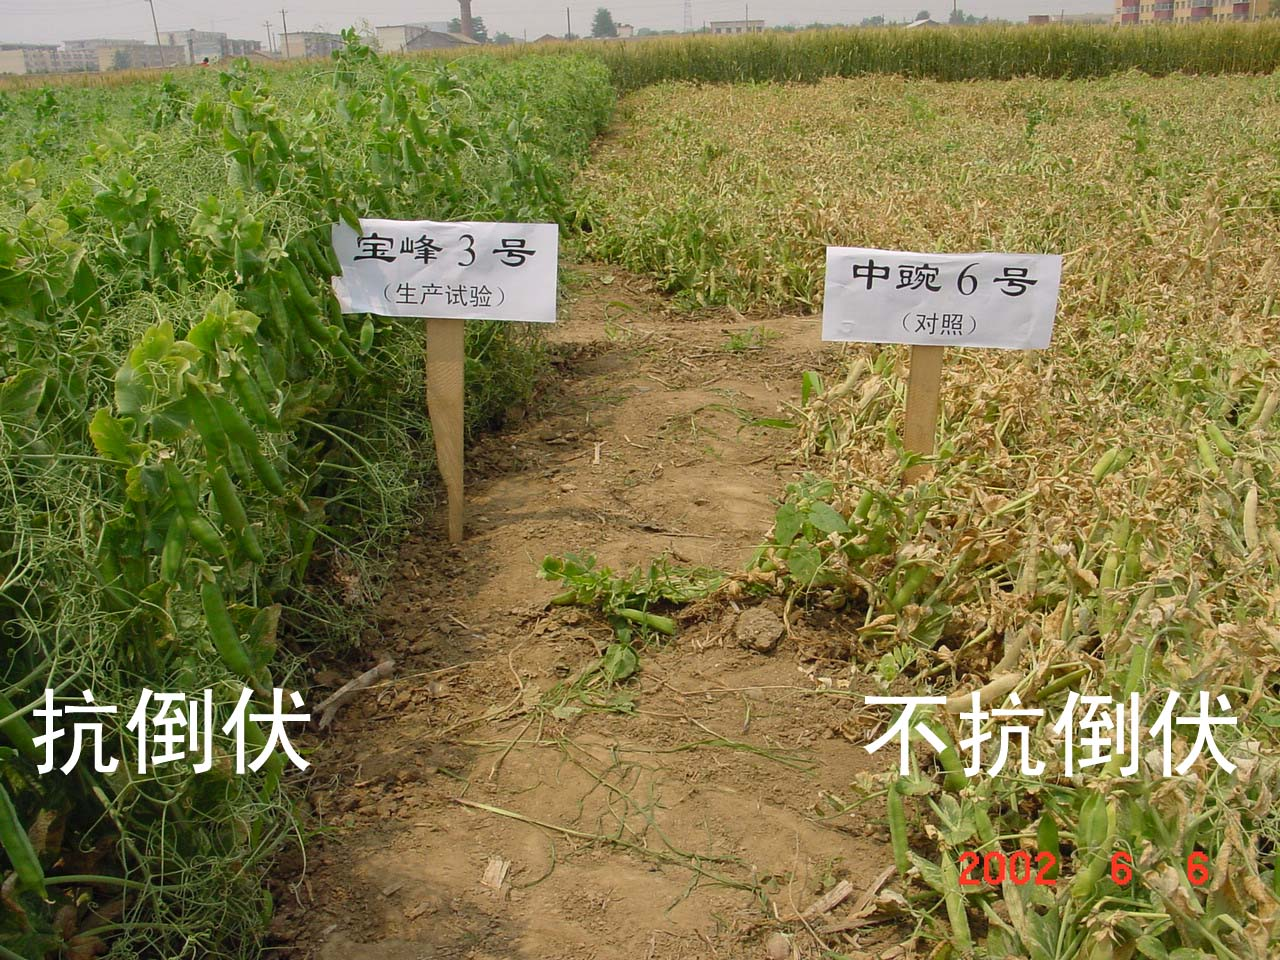 宝峰3号
（生产试验）
中豌6号
（对照）
抗倒伏
不抗倒伏
2002 6 6